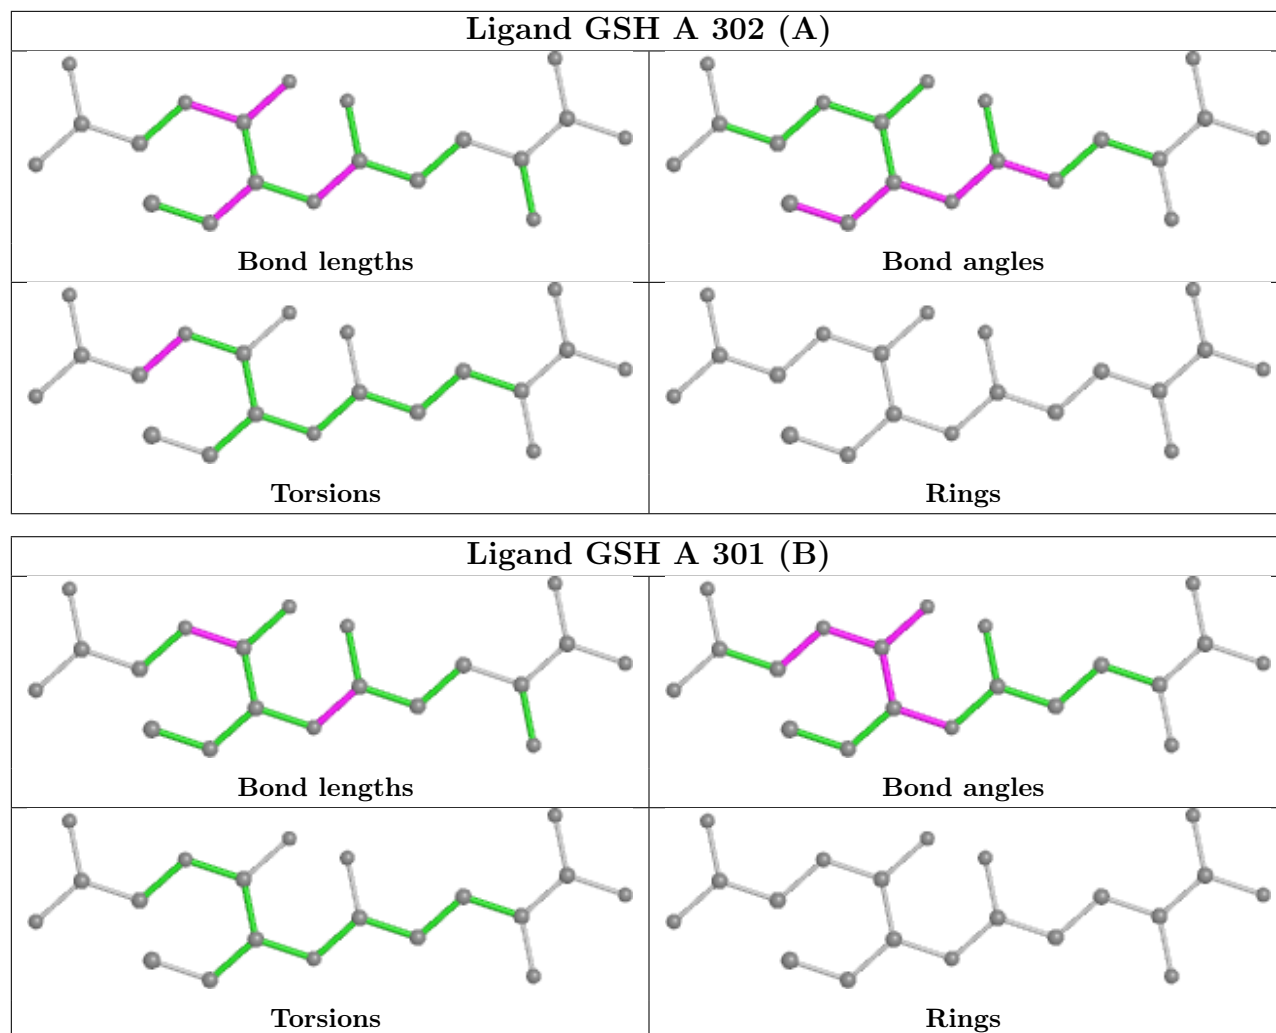 Ligand GSH A 302 (A)
Bond lengths
Bond angles
Torsions
Rings
Ligand GSH A 301 (B)
Bond lengths
Bond angles
Torsions
Rings